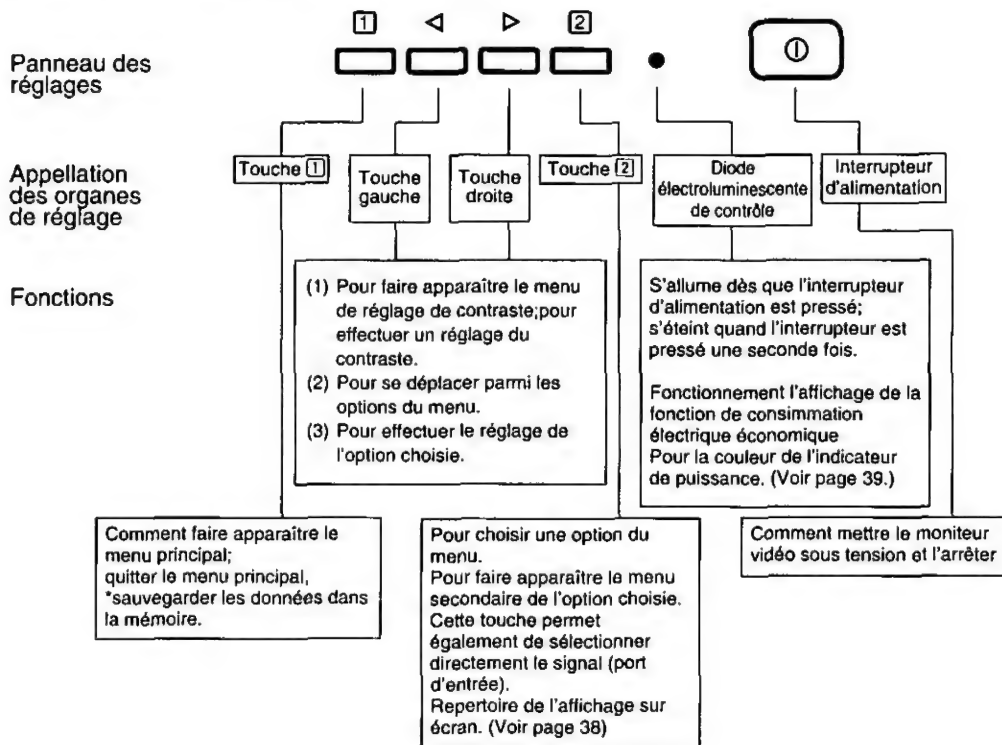 1 ◁ ▷ 2
Panneau des
réglages
Appellation
des organes
de réglage
Touche 1
Touche
gauche
Touche
droite
Touche 2
Diode
électroluminescente
de contrôle
Interrupteur
d'alimentation
Fonctions
(1) Pour faire apparaître le menu
de réglage de contraste;pour
effectuer un réglage du
contraste.
(2) Pour se déplacer parmi les
options du menu.
(3) Pour effectuer le réglage de
l'option choisie.
S'allume dès que l'interrupteur
d'alimentation est pressé;
s'éteint quand l'interrupteur est
pressé une seconde fois.
Fonctionnement l'affichage de la
fonction de consimmation
électrique économique
Pour la couleur de l'indicateur
de puissance. (Voir page 39.)
Comment faire apparaître le
menu principal;
quitter le menu principal,
*sauvegarder les données dans
la mémoire.
Pour choisir une option du
menu.
Pour faire apparaître le menu
secondaire de l'option choisie.
Cette touche permet
également de sélectionner
directement le signal (port
d'entrée).
Repertoire de l'affichage sur
écran. (Voir page 38)
Comment mettre le moniteur
vidéo sous tension et l'arrêter